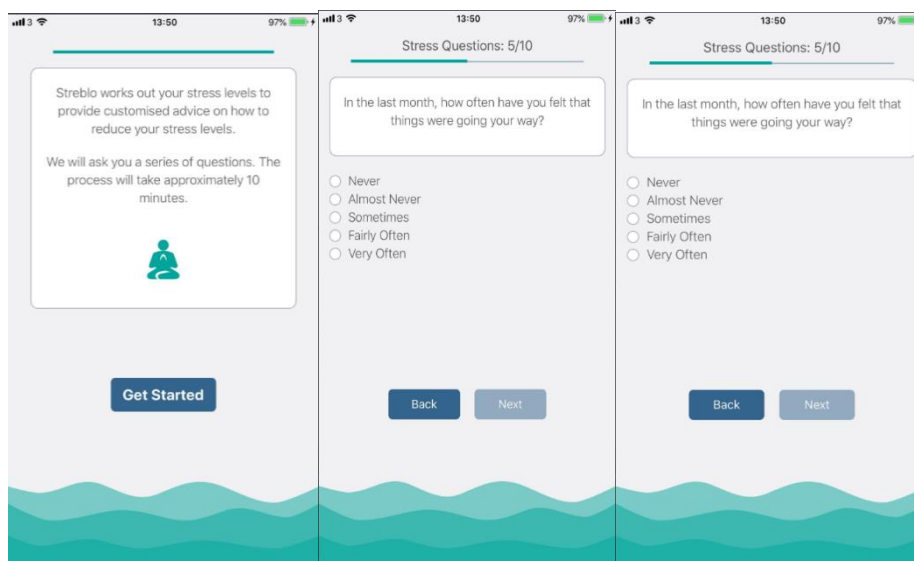 3 13:50 97%
Streblo works out your stress levels to
provide customised advice on how to
reduce your stress levels.
We will ask you a series of questions. The
process will take approximately 10
minutes.
Get Started
3 13:50 97%
Stress Questions: 5/10
In the last month, how often have you felt that
things were going your way?
Never
Almost Never
Sometimes
Fairly Often
Very Often
Back Next
3 13:50 97%
Stress Questions: 5/10
In the last month, how often have you felt that
things were going your way?
Never
Almost Never
Sometimes
Fairly Often
Very Often
Back Next